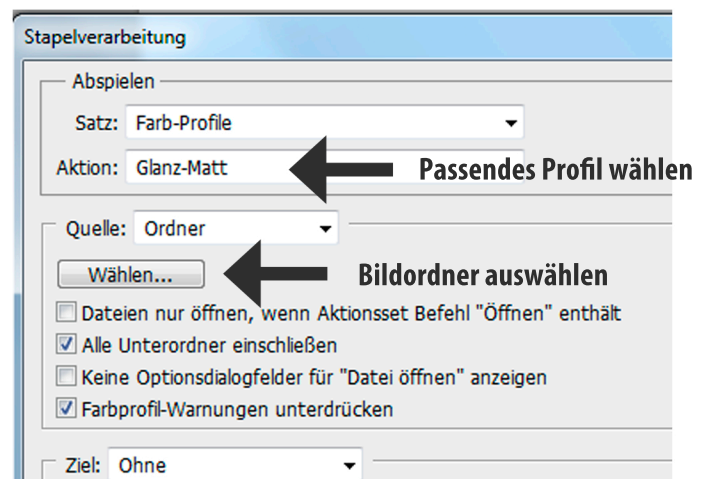 Stapelverarbeitung
Abspielen
Satz: Farb-Profile
Aktion: Glanz-Matt Passendes Profil wählen
Quelle: Ordner
Wählen... Bildordner auswählen
Dateien nur öffnen, wenn Aktionsset Befehl "Öffnen" enthält
Alle Unterordner einschließen
Keine Optionsdialogfelder für "Datei öffnen" anzeigen
Farbprofil-Warnungen unterdrücken
Ziel: Ohne